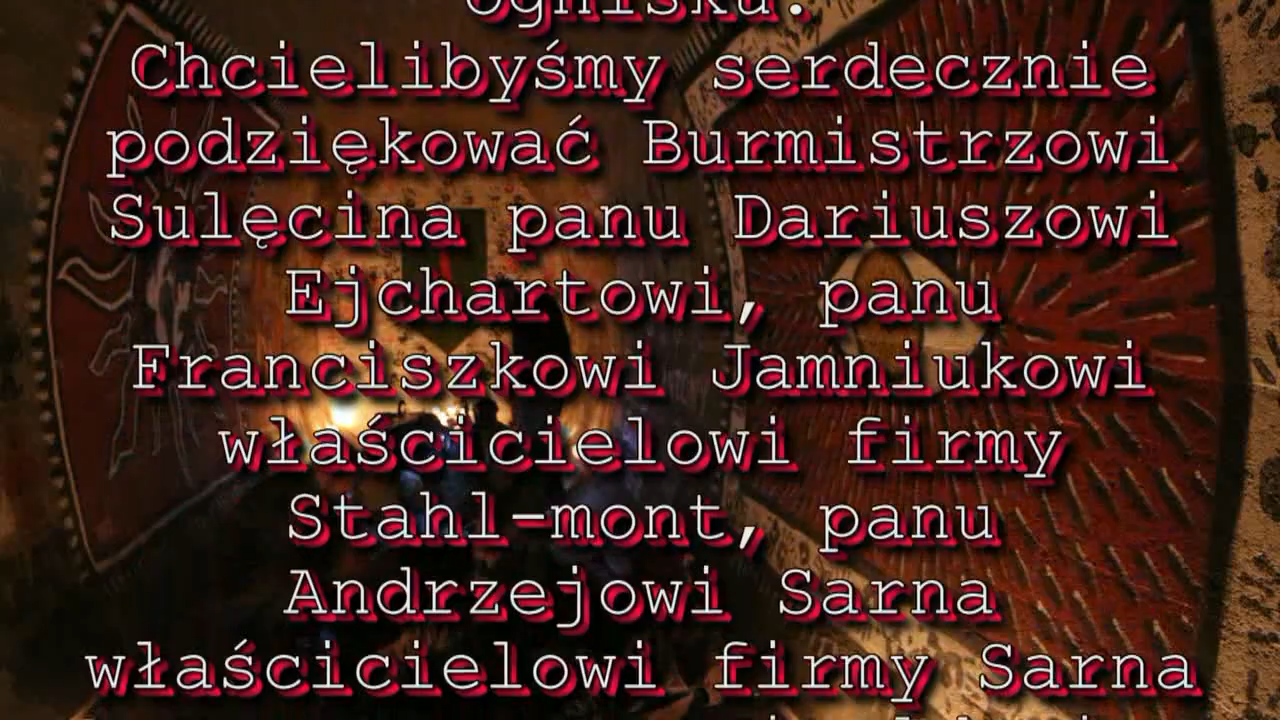 ognisku.
Chcielibyśmy serdecznie
podziękować Burmistrzowi
Sulęcina panu Dariuszowi
Ejchartowi, panu
Franciszkowi Jamniukowi
właścicielowi firmy
Stahl-mont, panu
Andrzejowi Sarna
właścicielowi firmy Sarna